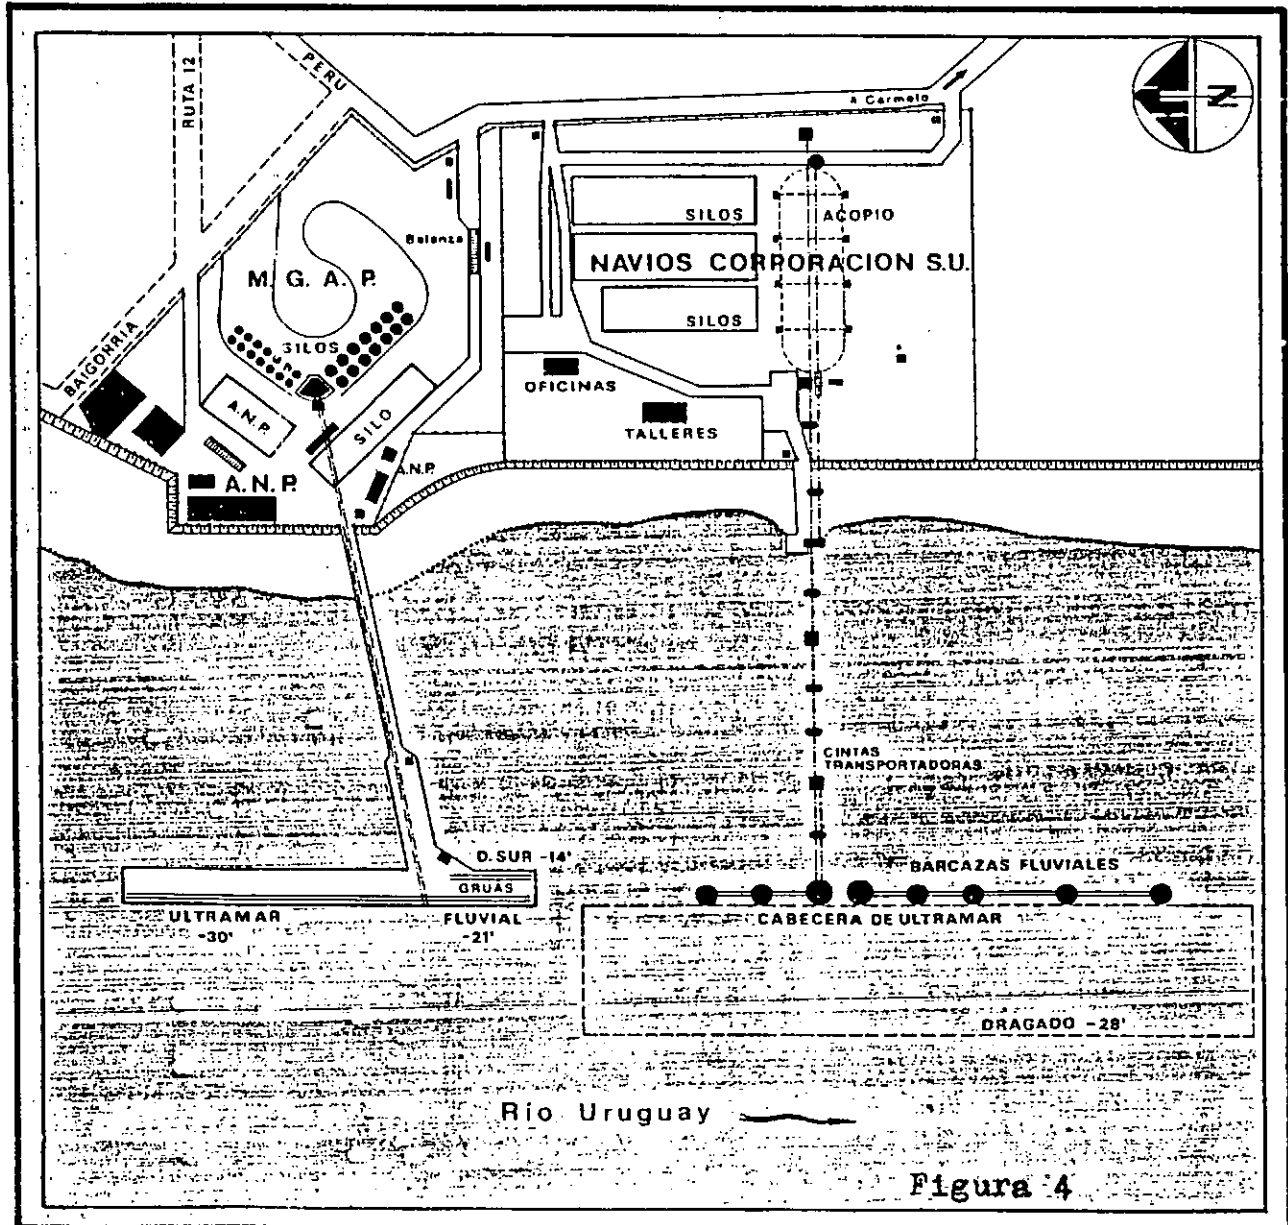 RUTA 12
PERU
A Carmelo
N
SILOS
ACOPIO
Balanza
NAVIOS CORPORACION S.U.
M. G. A. P.
SILOS
SILOS
BAIGORRIA
OFICINAS
A.N.P.
SILO
TALLERES
A.N.P.
A.N.P.
CINTAS
TRANSPORTADORAS
D. SUR -14'
BARCAZAS FLUVIALES
GRUAS
ULTRAMAR
-30'
FLUVIAL
-21'
CABECERA DE ULTRAMAR
DRAGADO -28'
Río Uruguay
Figura 4